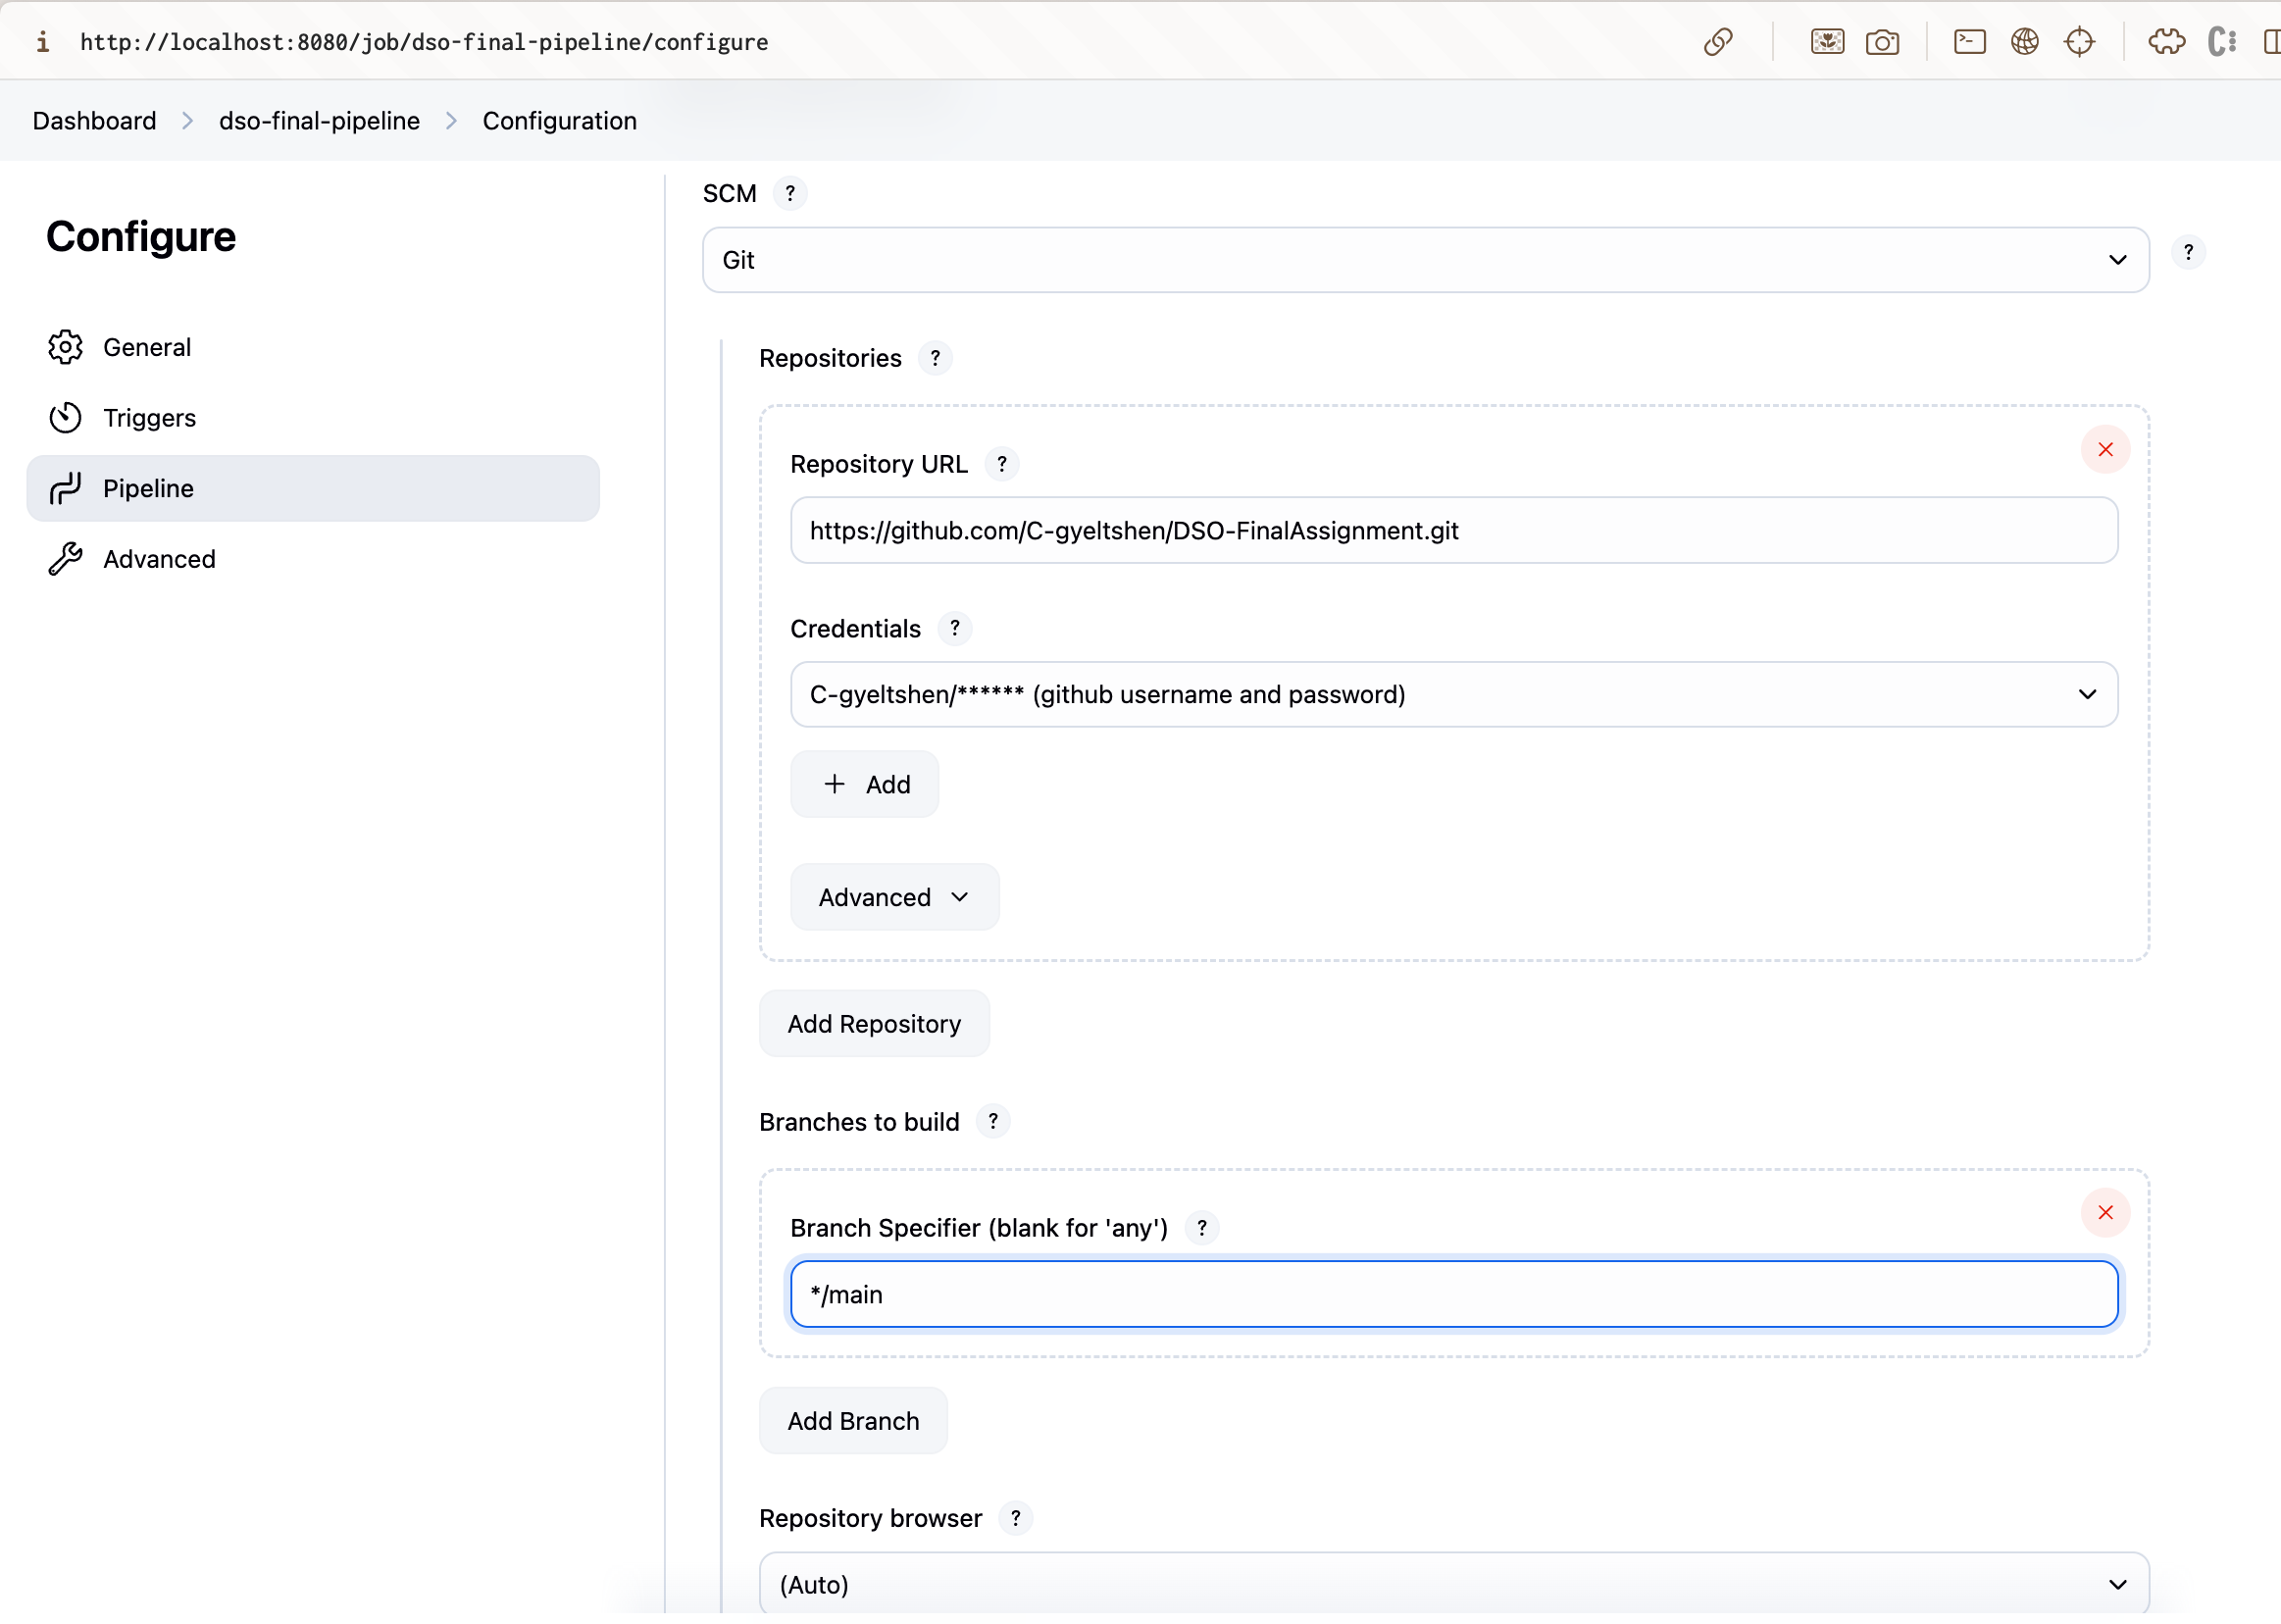 http://localhost:8080/job/dso-final-pipeline/configure
Dashboard > dso-final-pipeline > Configuration
Configure
General
Triggers
Pipeline
Advanced
SCM ?
Git
?
Repositories ?
Repository URL ?
https://github.com/C-gyeltshen/DSO-FinalAssignment.git
Credentials ?
C-gyeltshen/****** (github username and password)
+ Add
Advanced
Add Repository
Branches to build ?
Branch Specifier (blank for 'any') ?
*/main
Add Branch
Repository browser ?
(Auto)